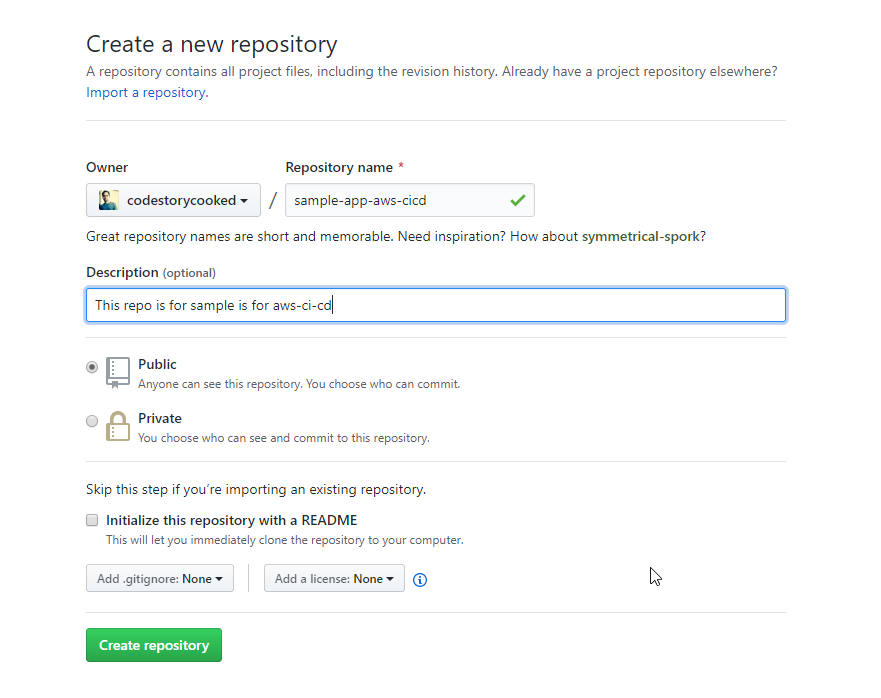 Create a new repository
A repository contains all project files, including the revision history. Already have a project repository elsewhere?
Import a repository.
Owner
Repository name *
codestorycooked / sample-app-aws-cicd
Great repository names are short and memorable. Need inspiration? How about symmetrical-spork?
Description (optional)
This repo is for sample is for aws-ci-cd
Public
Anyone can see this repository. You choose who can commit.
Private
You choose who can see and commit to this repository.
Skip this step if you're importing an existing repository.
Initialize this repository with a README
This will let you immediately clone the repository to your computer.
Add .gitignore: None
Add a license: None
Create repository